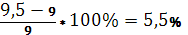 9,5 − 9
9 * 100% = 5,5%